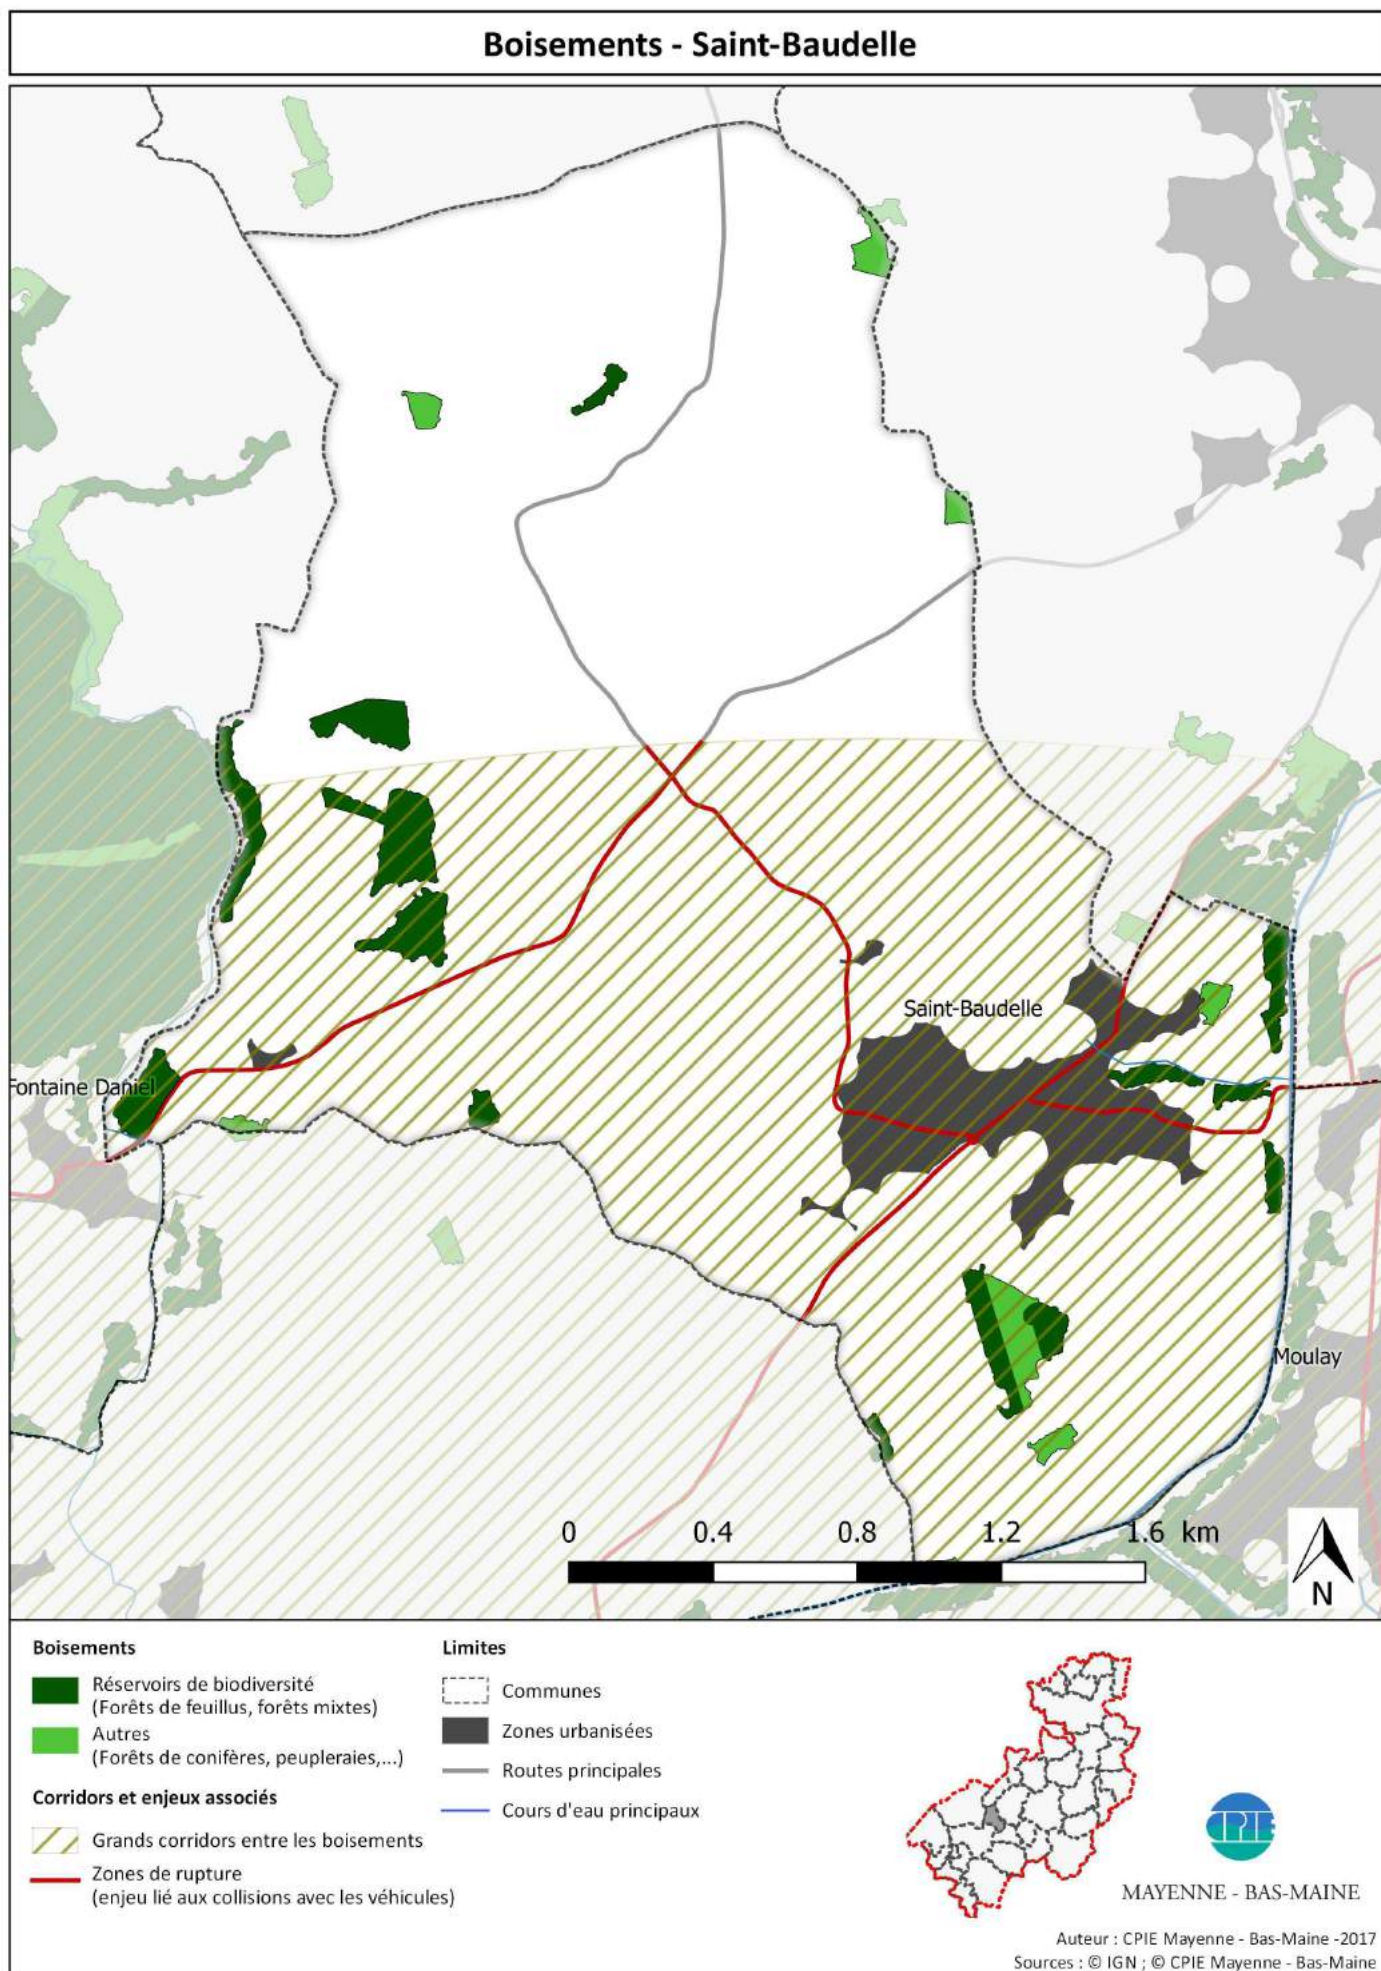 Boisements - Saint-Baudelle
Saint-Baudelle
Fontaine Daniel
Moulay
0 0.4 0.8 1.2 1.6 km
N
Boisements
Réservoirs de biodiversité
(Forêts de feuillus, forêts mixtes)
Autres
(Forêts de conifères, peupleraies,...)
Corridors et enjeux associés
Grands corridors entre les boisements
Zones de rupture
(enjeu lié aux collisions avec les véhicules)
Limites
Communes
Zones urbanisées
Routes principales
Cours d'eau principaux
CPIE
MAYENNE - BAS-MAINE
Auteur : CPIE Mayenne - Bas-Maine -2017
Sources : © IGN ; © CPIE Mayenne - Bas-Maine